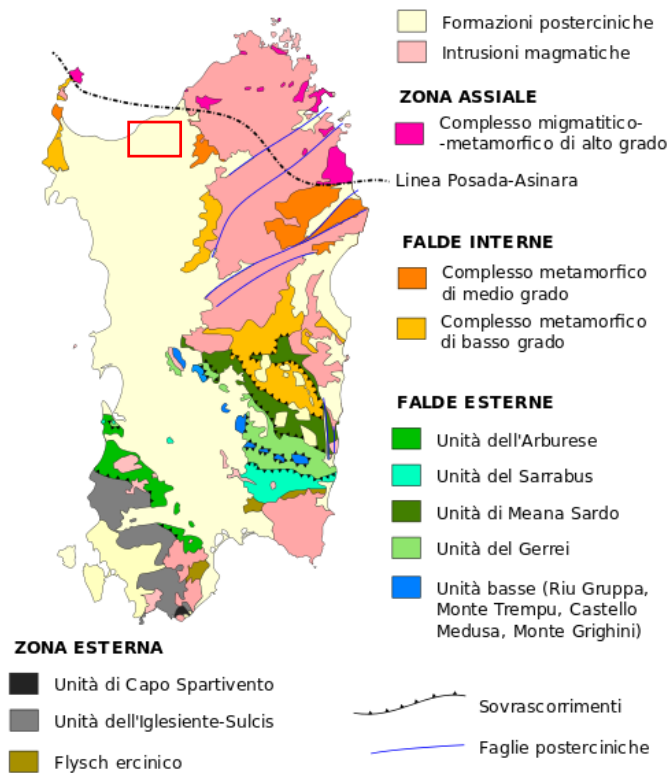 Formazioni posterciniche
Intrusioni magmatiche
ZONA ASSIALE
Complesso migmatitico-
-metamorfico di alto grado
Linea Posada-Asinara
FALDE INTERNE
Complesso metamorfico
di medio grado
Complesso metamorfico
di basso grado
FALDE ESTERNE
Unità dell'Arburese
Unità del Sarrabus
Unità di Meana Sardo
Unità del Gerrei
Unità basse (Riu Gruppa,
Monte Trempu, Castello
Medusa, Monte Grighini)
ZONA ESTERNA
Unità di Capo Spartivento
Unità dell'Iglesiente-Sulcis
Flysch ercinico
Sovrascorrimenti
Faglie posterciniche